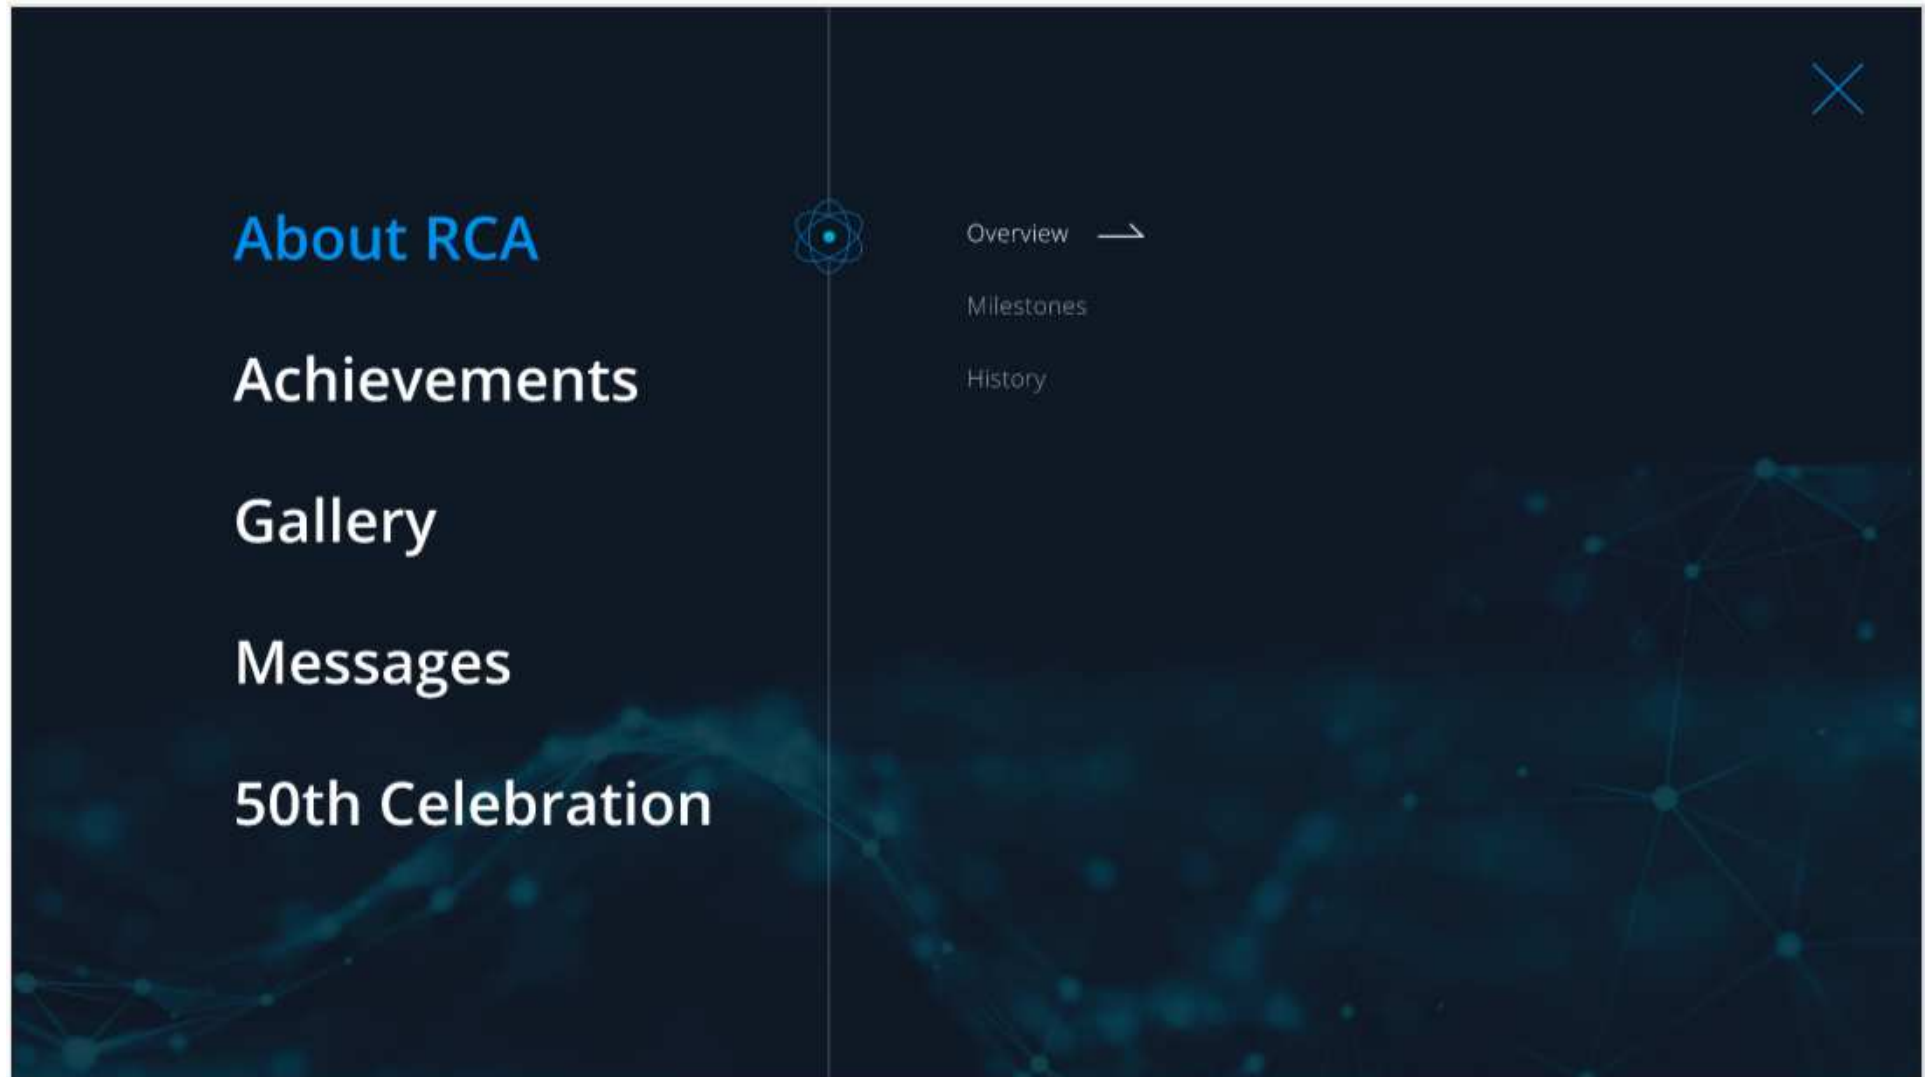 About RCA
Achievements
Gallery
Messages
50th Celebration
Overview
Milestones
History